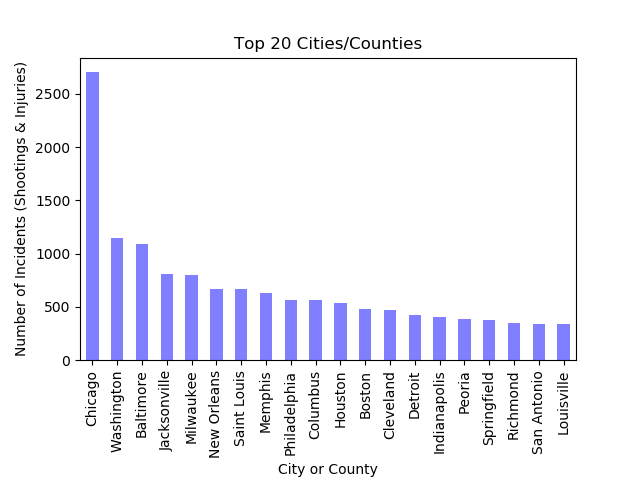 Top 20 Cities/Counties
Number of Incidents (Shootings & Injuries)
2500
2000
1500
1000
500
0
Chicago
Washington
Baltimore
Jacksonville
Milwaukee
New Orleans
Saint Louis
Memphis
Philadelphia
Columbus
Houston
Boston
Cleveland
Detroit
Indianapolis
Peoria
Springfield
Richmond
San Antonio
Louisville
City or County